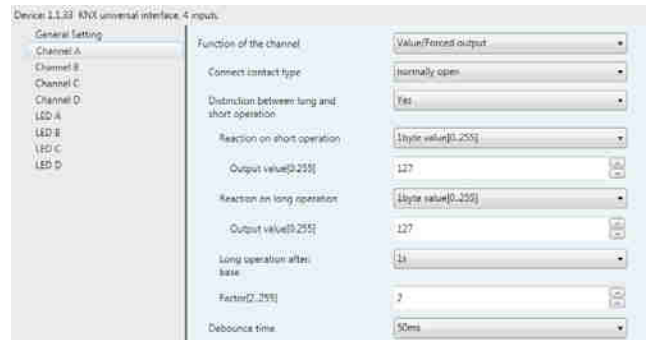 Device: 1.1.33 KNX universal interface, 4 inputs
General Setting
Channel A
Channel B
Channel C
Channel D
LED A
LED B
LED C
LED D
Function of the channel
Value/Forced output
Connect contact type
normally open
Distinction between long and
short operation
Yes
Reaction on short operation
1byte value[0..255]
Output value[0.255]
127
Reaction on long operation
1byte value[0..255]
Output value[0.255]
127
Long operation after:
base
1s
Factor[2..255]
2
Debounce time
50ms